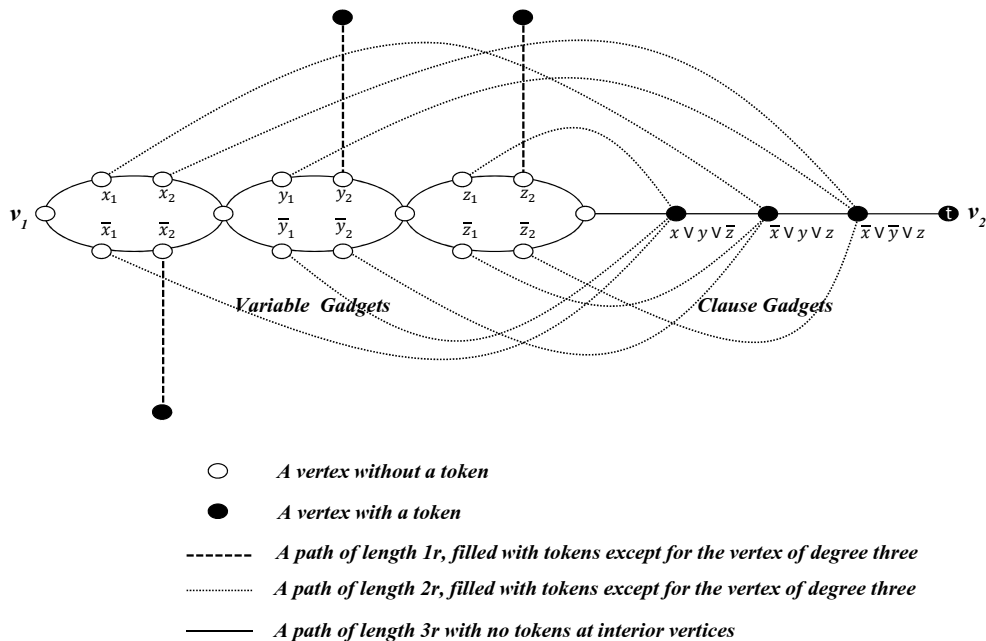 x₁ x₂ y₁ y₂ z₁ z₂
v₁ t v₂
x̅₁ x̅₂ y̅₁ y̅₂ z̅₁ z̅₂ x ∨ y ∨ z̅ x̅ ∨ y ∨ z x̅ ∨ y̅ ∨ z
Variable Gadgets Clause Gadgets
A vertex without a token
A vertex with a token
A path of length 1r, filled with tokens except for the vertex of degree three
A path of length 2r, filled with tokens except for the vertex of degree three
A path of length 3r with no tokens at interior vertices